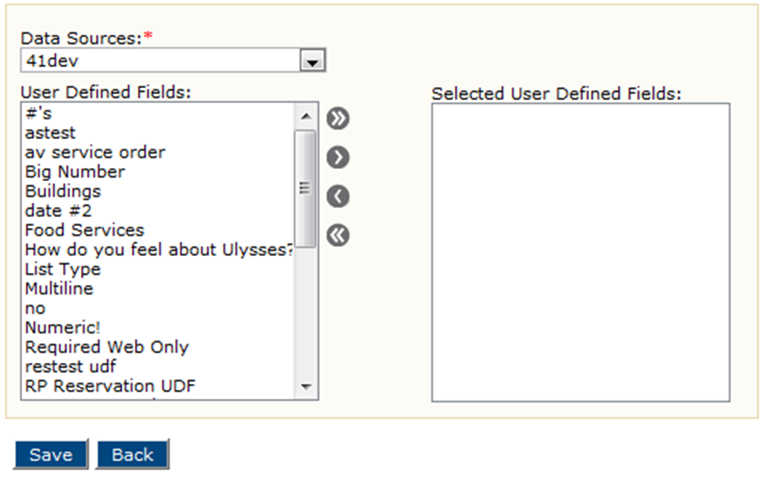 Data Sources:*
41dev
User Defined Fields:
#'s
astest
av service order
Big Number
Buildings
date #2
Food Services
How do you feel about Ulysses?
List Type
Multiline
no
Numeric!
Required Web Only
restest udf
RP Reservation UDF
Selected User Defined Fields:
Save Back